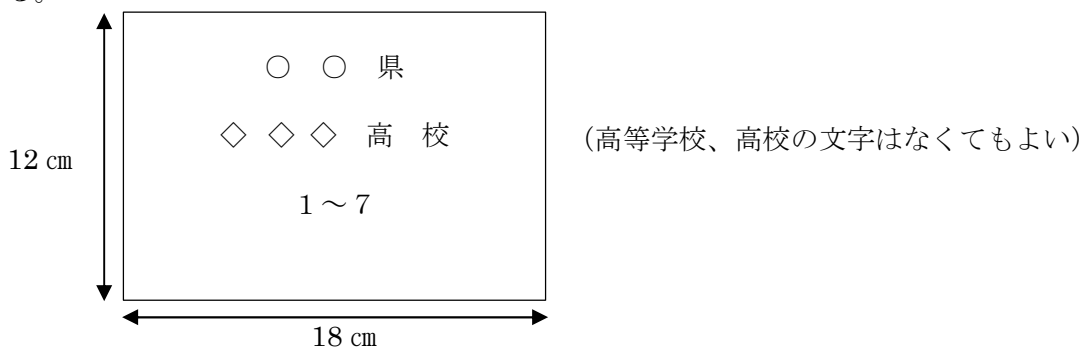 る。
○ ○ 県
◇ ◇ ◇ 高 校
(高等学校、高校の文字はなくてもよい)
12 ㎝
1~7
18 ㎝